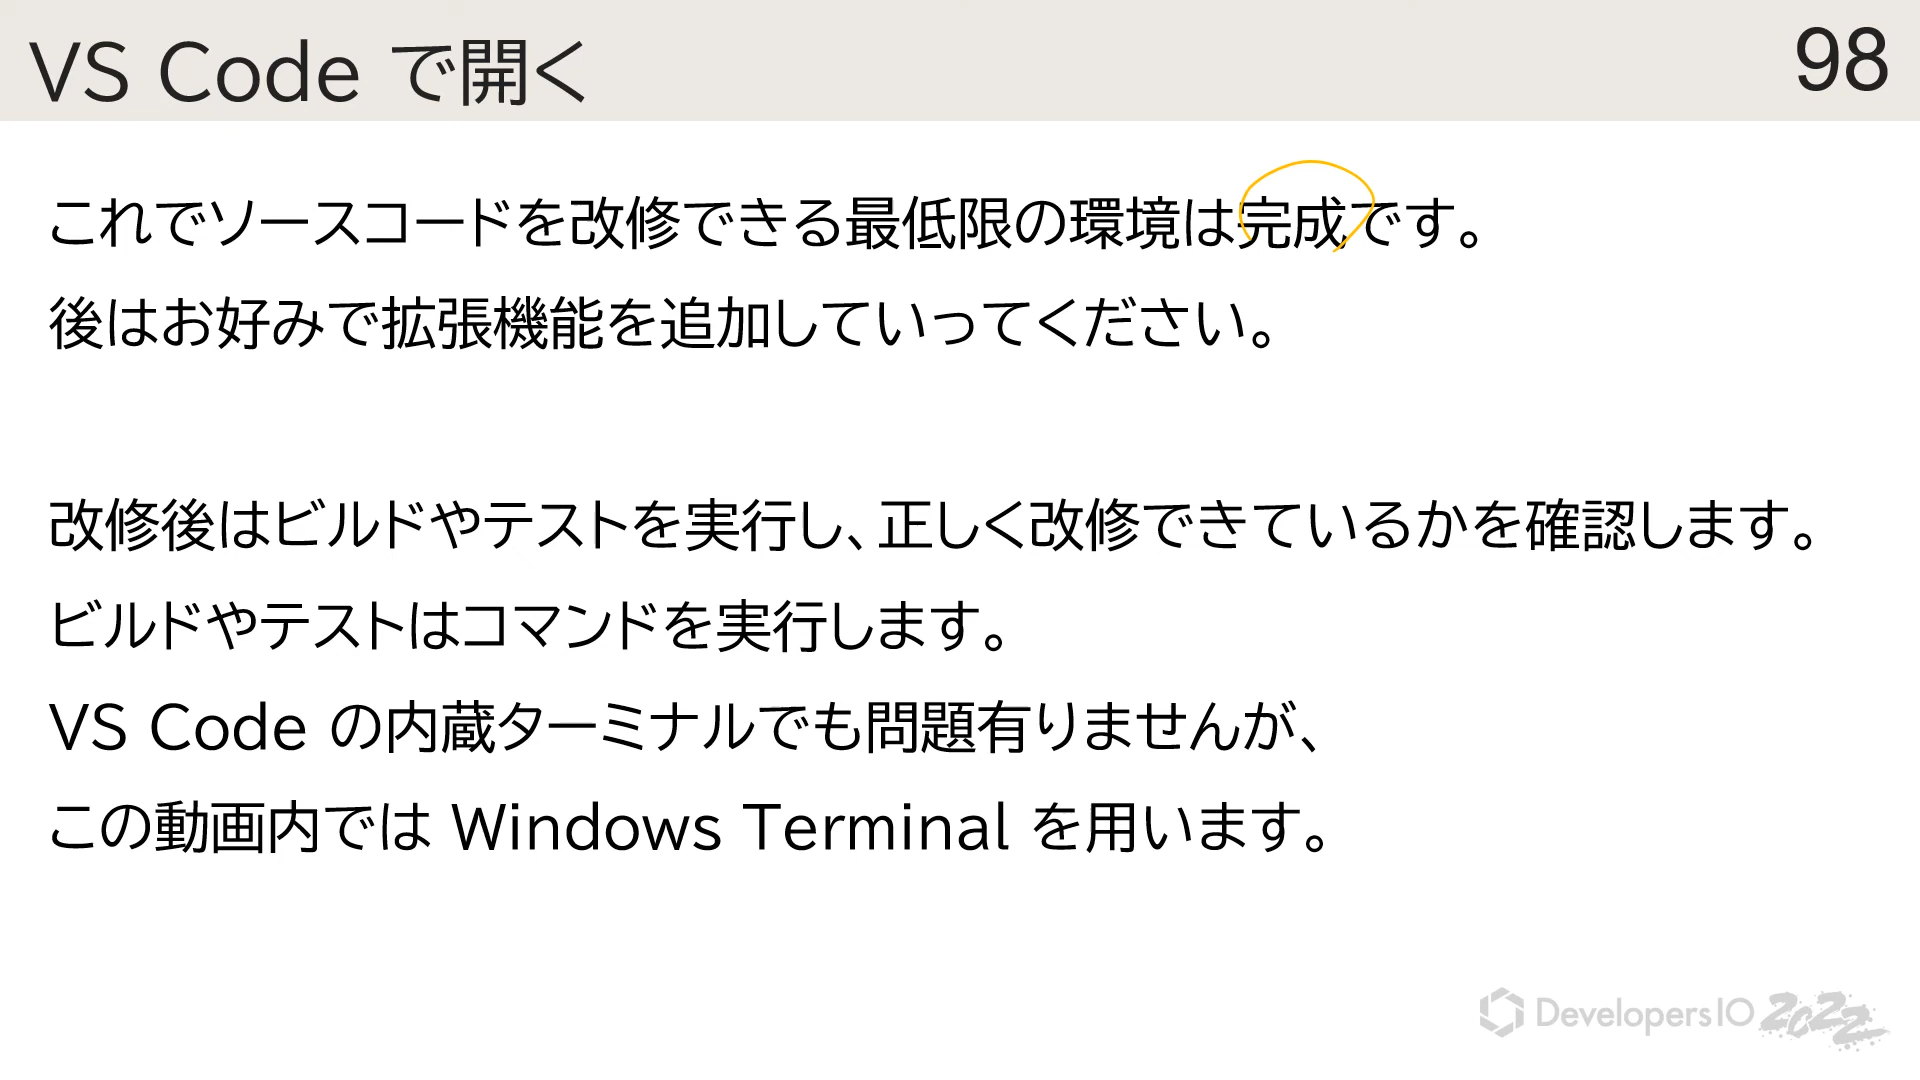 VS Code で開く
98
これでソースコードを改修できる最低限の環境は完成です。
後はお好みで拡張機能を追加していってください。
改修後はビルドやテストを実行し、正しく改修できているかを確認します。
ビルドやテストはコマンドを実行します。
VS Code の内蔵ターミナルでも問題有りませんが、
この動画内では Windows Terminal を用います。
DevelopersIO 2022